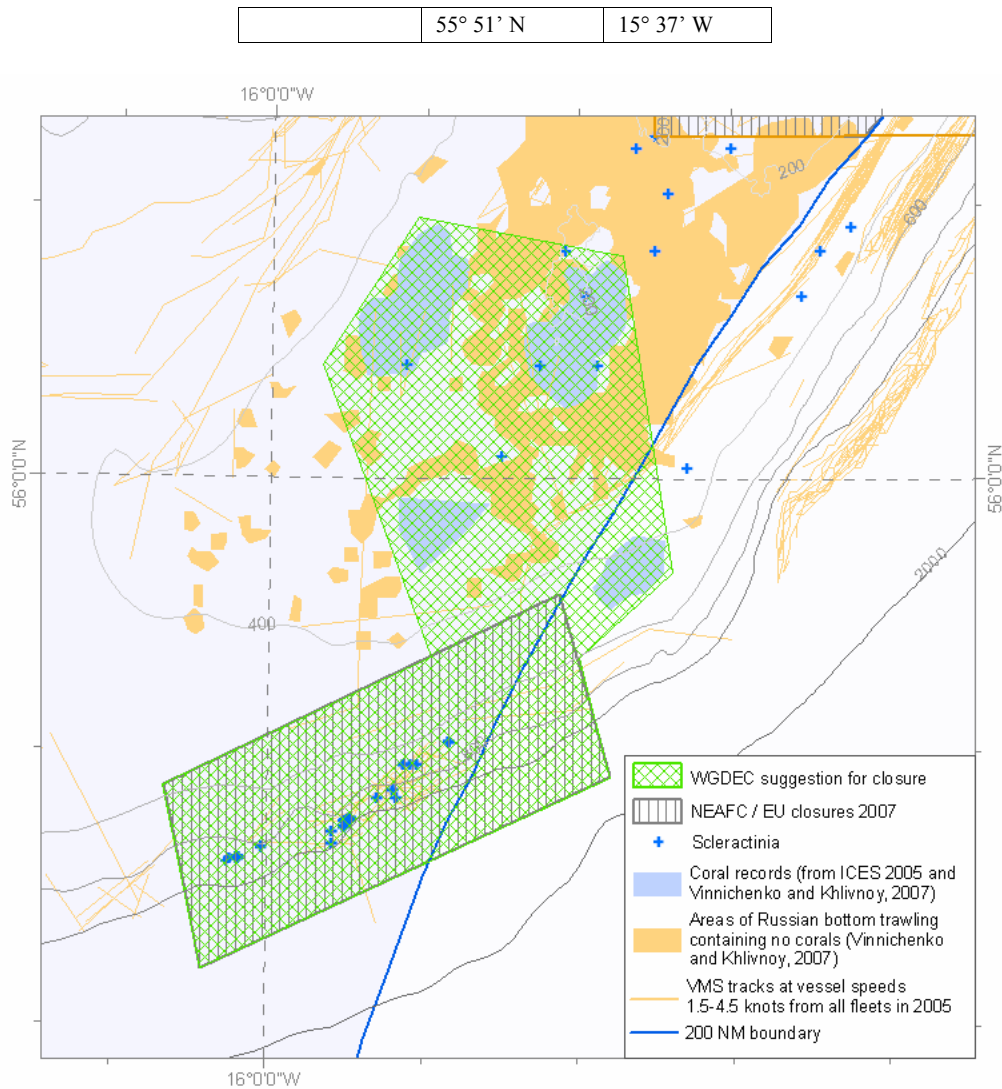 55° 51’ N 15° 37’ W
16°0'0"W
200
200
600
200
56°0'0"N
56°0'0"N
2000
400
WGDEC suggestion for closure
NEAFC / EU closures 2007
Scleractinia
Coral records (from ICES 2005 and
Vinnichenko and Khlivnoy, 2007)
Areas of Russian bottom trawling
containing no corals (Vinnichenko
and Khlivnoy, 2007)
VMS tracks at vessel speeds
1.5-4.5 knots from all fleets in 2005
200 NM boundary
16°0'0"W